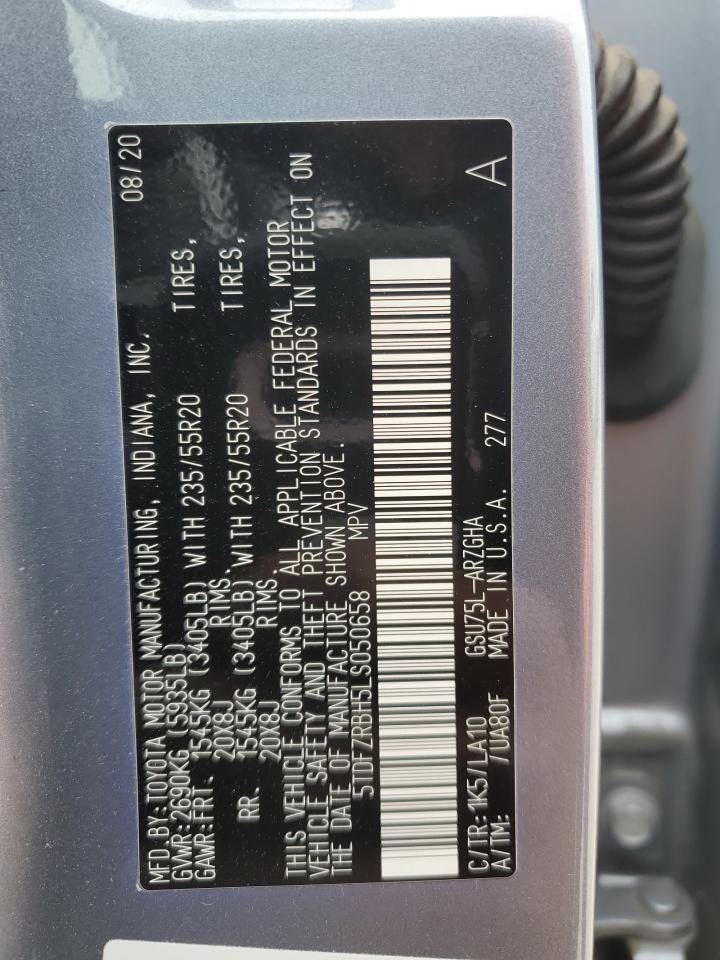 MFD.BY:TOYOTA MOTOR MANUFACTURING, INDIANA, INC. 08/20
GVWR:2690KG (5935LB)
GAWR:FRT. 1545KG (3405LB) WITH 235/55R20 TIRES,
20X8J RIMS.
RR. 1545KG (3405LB) WITH 235/55R20 TIRES,
20X8J RIMS.
THIS VEHICLE CONFORMS TO ALL APPLICABLE FEDERAL MOTOR
VEHICLE SAFETY AND THEFT PREVENTION STANDARDS IN EFFECT ON
THE DATE OF MANUFACTURE SHOWN ABOVE.
5TDFZRBH5LS050658 MPV
C/TR:1K5/LA10 GSU75L-ARZGHA A
A/TM: /UA80F MADE IN U.S.A. 277